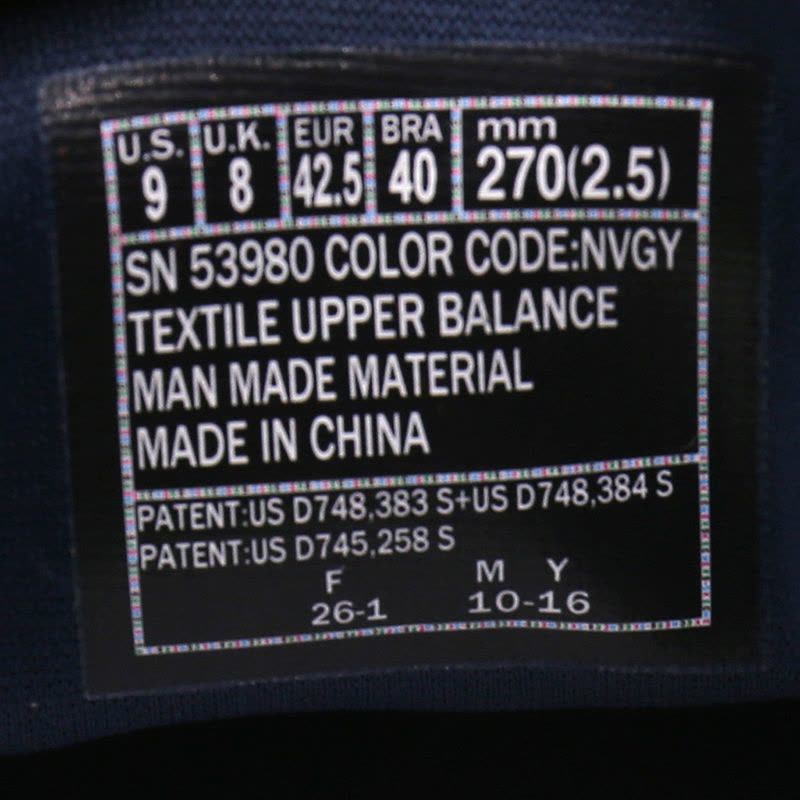 U.S. U.K. EUR BRA mm
9 8 42.5 40 270(2.5)
SN 53980 COLOR CODE:NVGY
TEXTILE UPPER BALANCE
MAN MADE MATERIAL
MADE IN CHINA
PATENT:US D748,383 S+US D748,384 S
PATENT:US D745,258 S
F M Y
26-1 10-16